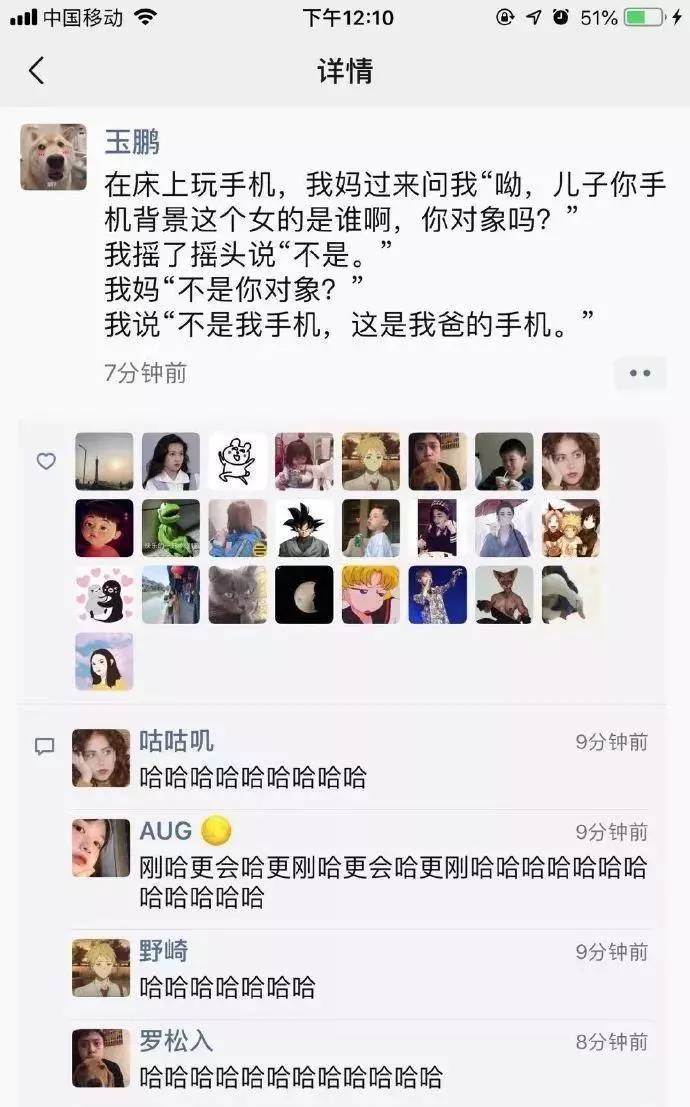 中国移动 下午12:10 51%
详情
玉鹏
在床上玩手机，我妈过来问我“呦，儿子你手
机背景这个女的是谁啊，你对象吗？”
我摇了摇头说“不是。”
我妈“不是你对象？”
我说“不是我手机，这是我爸的手机。”
7分钟前
咕咕叽 9分钟前
哈哈哈哈哈哈哈哈哈
AUG 9分钟前
刚哈更会哈更刚哈更会哈更刚哈哈哈哈哈哈哈
哈哈哈哈哈
野崎 9分钟前
哈哈哈哈哈哈哈
罗松入 8分钟前
哈哈哈哈哈哈哈哈哈哈哈哈